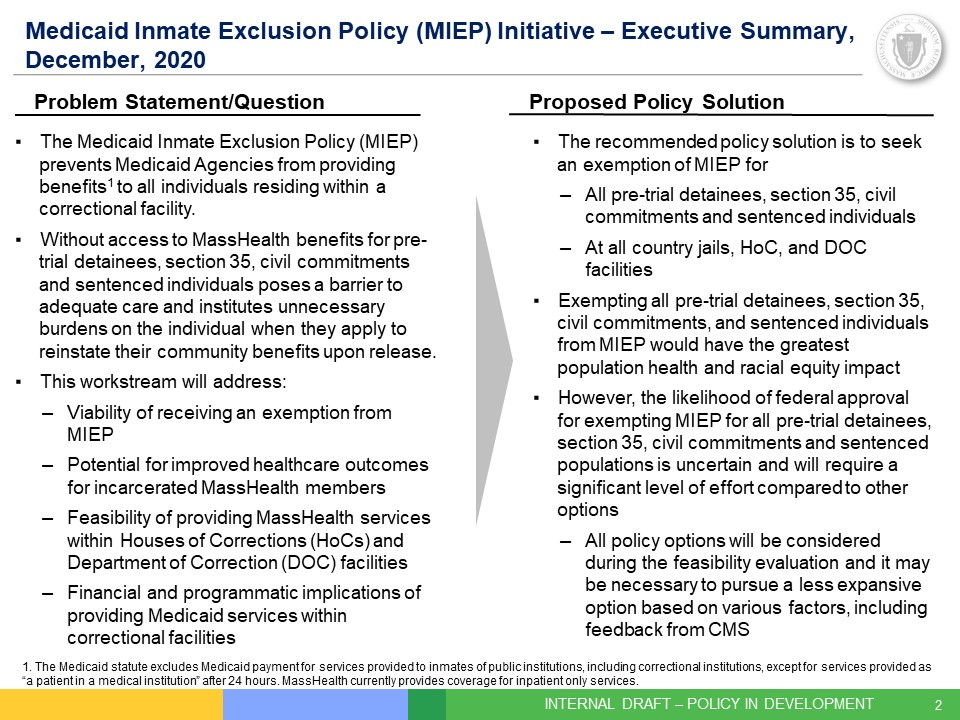 Medicaid Inmate Exclusion Policy (MIEP) Initiative – Executive Summary,
December, 2020
Problem Statement/Question
▪ The Medicaid Inmate Exclusion Policy (MIEP)
prevents Medicaid Agencies from providing
benefits1 to all individuals residing within a
correctional facility.
▪ Without access to MassHealth benefits for pre-
trial detainees, section 35, civil commitments
and sentenced individuals poses a barrier to
adequate care and institutes unnecessary
burdens on the individual when they apply to
reinstate their community benefits upon release.
▪ This workstream will address:
– Viability of receiving an exemption from
MIEP
– Potential for improved healthcare outcomes
for incarcerated MassHealth members
– Feasibility of providing MassHealth services
within Houses of Corrections (HoCs) and
Department of Correction (DOC) facilities
– Financial and programmatic implications of
providing Medicaid services within
correctional facilities
Proposed Policy Solution
▪ The recommended policy solution is to seek
an exemption of MIEP for
– All pre-trial detainees, section 35, civil
commitments and sentenced individuals
– At all country jails, HoC, and DOC
facilities
▪ Exempting all pre-trial detainees, section 35,
civil commitments, and sentenced individuals
from MIEP would have the greatest
population health and racial equity impact
▪ However, the likelihood of federal approval
for exempting MIEP for all pre-trial detainees,
section 35, civil commitments and sentenced
populations is uncertain and will require a
significant level of effort compared to other
options
– All policy options will be considered
during the feasibility evaluation and it may
be necessary to pursue a less expansive
option based on various factors, including
feedback from CMS
1. The Medicaid statute excludes Medicaid payment for services provided to inmates of public institutions, including correctional institutions, except for services provided as
“a patient in a medical institution” after 24 hours. MassHealth currently provides coverage for inpatient only services.
INTERNAL DRAFT – POLICY IN DEVELOPMENT
2